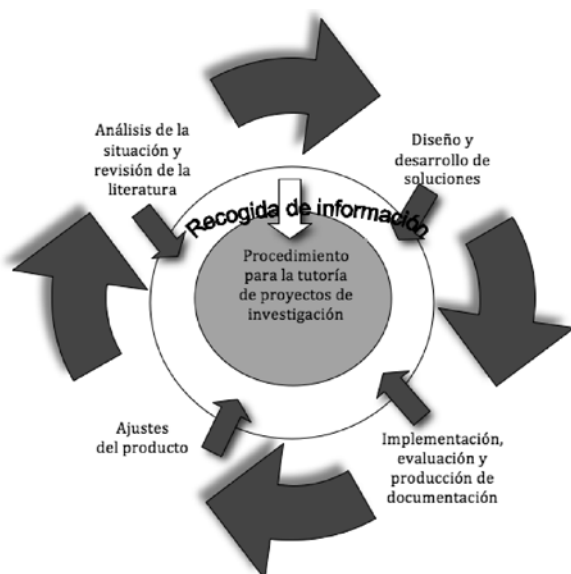 Análisis de la
situación y
revisión de la
literatura
Diseño y
desarrollo de
soluciones
Recogida de información
Procedimiento
para la tutoría
de proyectos de
investigación
Ajustes
del producto
Implementación,
evaluación y
producción de
documentación